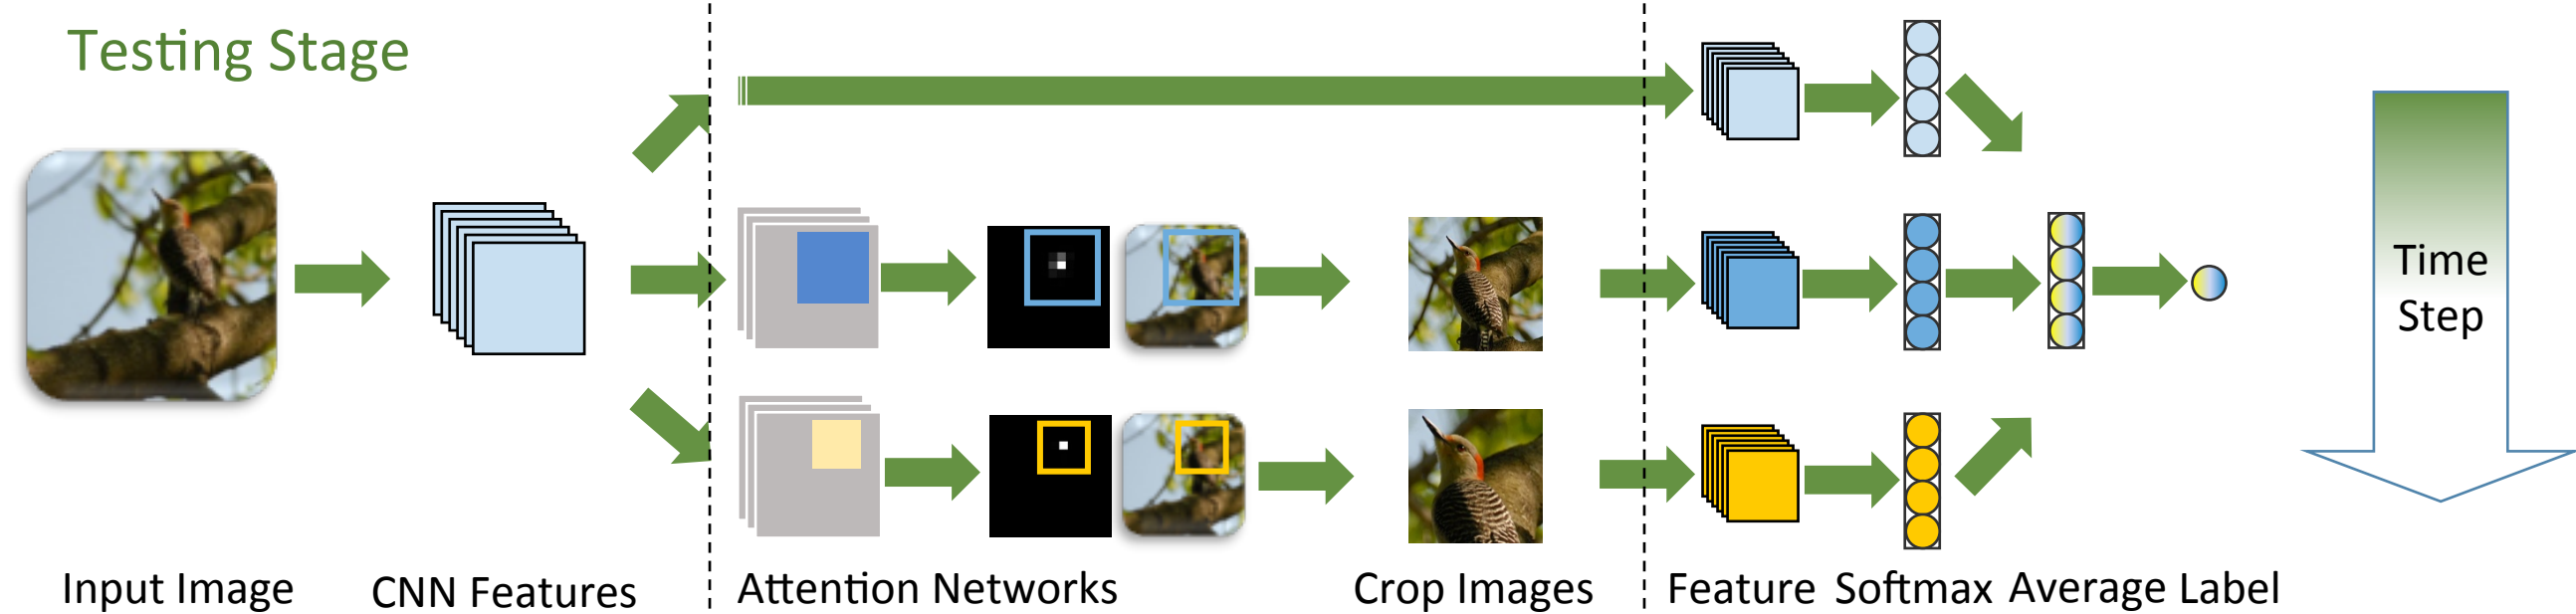 Testing Stage
Time
Step
Input Image
CNN Features
Attention Networks
Crop Images
Feature
Softmax
Average
Label